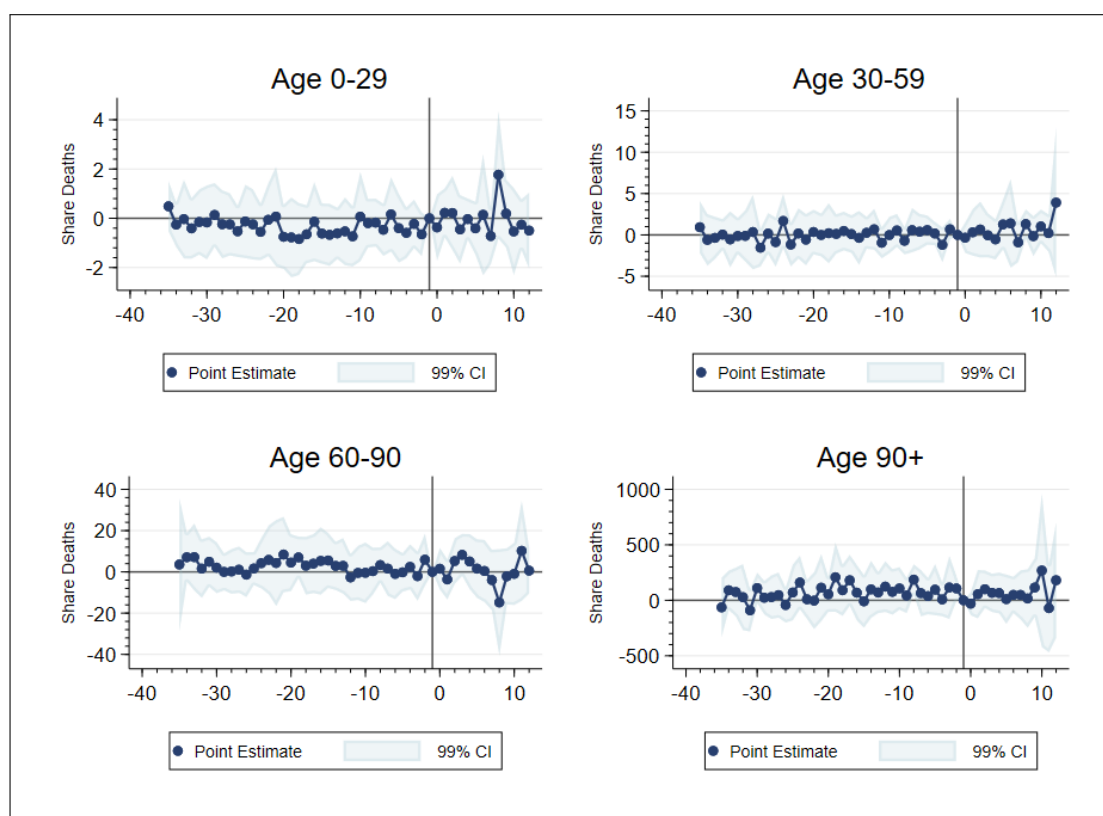 Age 0-29
Share Deaths
4
2
0
-2
-40 -30 -20 -10 0 10
Point Estimate 99% CI
Age 30-59
Share Deaths
15
10
5
0
-5
-40 -30 -20 -10 0 10
Point Estimate 99% CI
Age 60-90
Share Deaths
40
20
0
-20
-40
-40 -30 -20 -10 0 10
Point Estimate 99% CI
Age 90+
Share Deaths
1000
500
0
-500
-40 -30 -20 -10 0 10
Point Estimate 99% CI